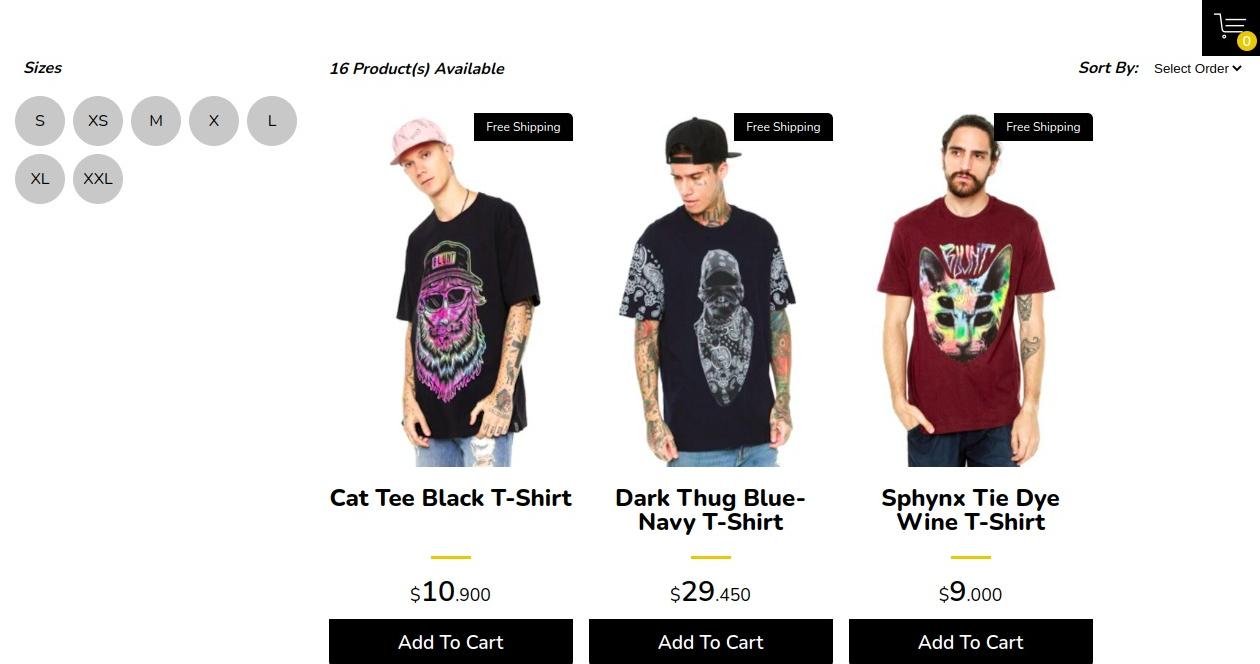 0
Sizes
16 Product(s) Available
Sort By:
Select Order
S
XS
M
X
L
XL
XXL
Free Shipping
Free Shipping
Free Shipping
BLUNT
BLUNT
Cat Tee Black T-Shirt
Dark Thug Blue-
Navy T-Shirt
Sphynx Tie Dye
Wine T-Shirt
$10.900
$29.450
$9.000
Add To Cart
Add To Cart
Add To Cart